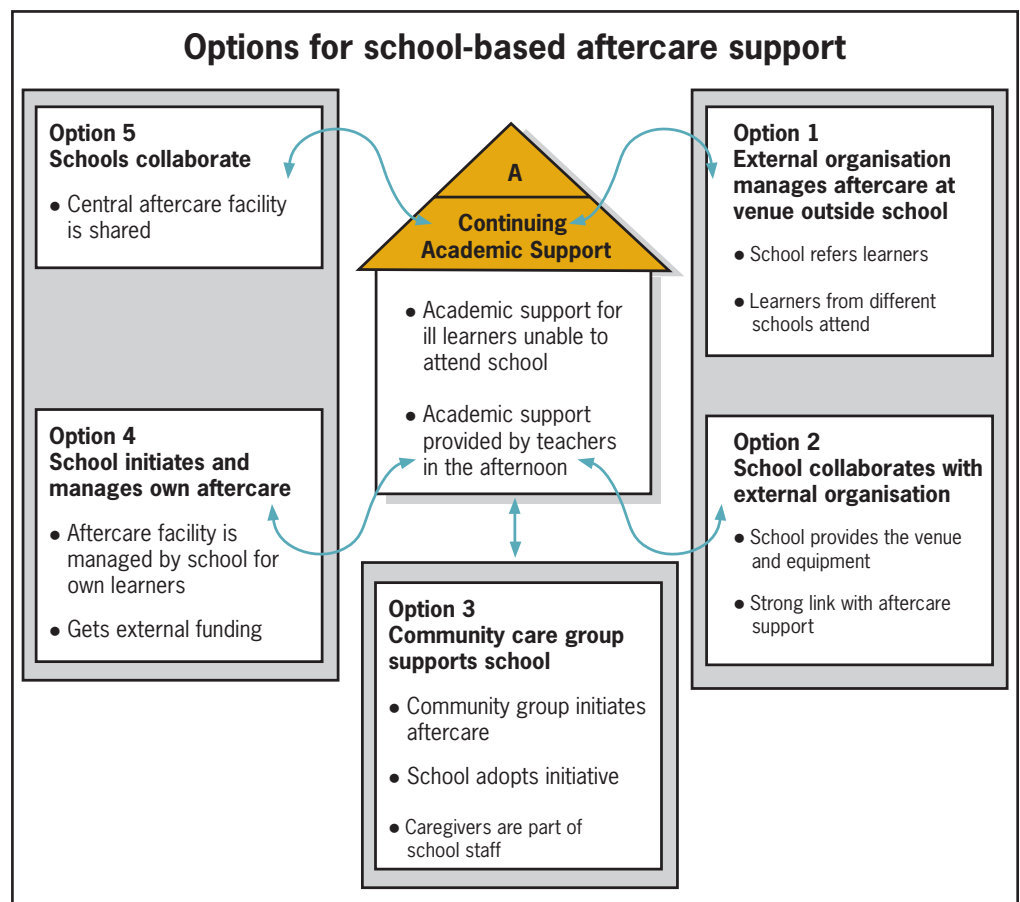 Options for school-based aftercare support
Option 5
Schools collaborate
● Central aftercare facility
is shared
A
Continuing
Academic Support
● Academic support for
ill learners unable to
attend school
● Academic support
provided by teachers
in the afternoon
Option 1
External organisation
manages aftercare at
venue outside school
● School refers learners
● Learners from different
schools attend
Option 4
School initiates and
manages own aftercare
● Aftercare facility is
managed by school for
own learners
● Gets external funding
Option 2
School collaborates with
external organisation
● School provides the venue
and equipment
● Strong link with aftercare
support
Option 3
Community care group
supports school
● Community group initiates
aftercare
● School adopts initiative
● Caregivers are part of
school staff